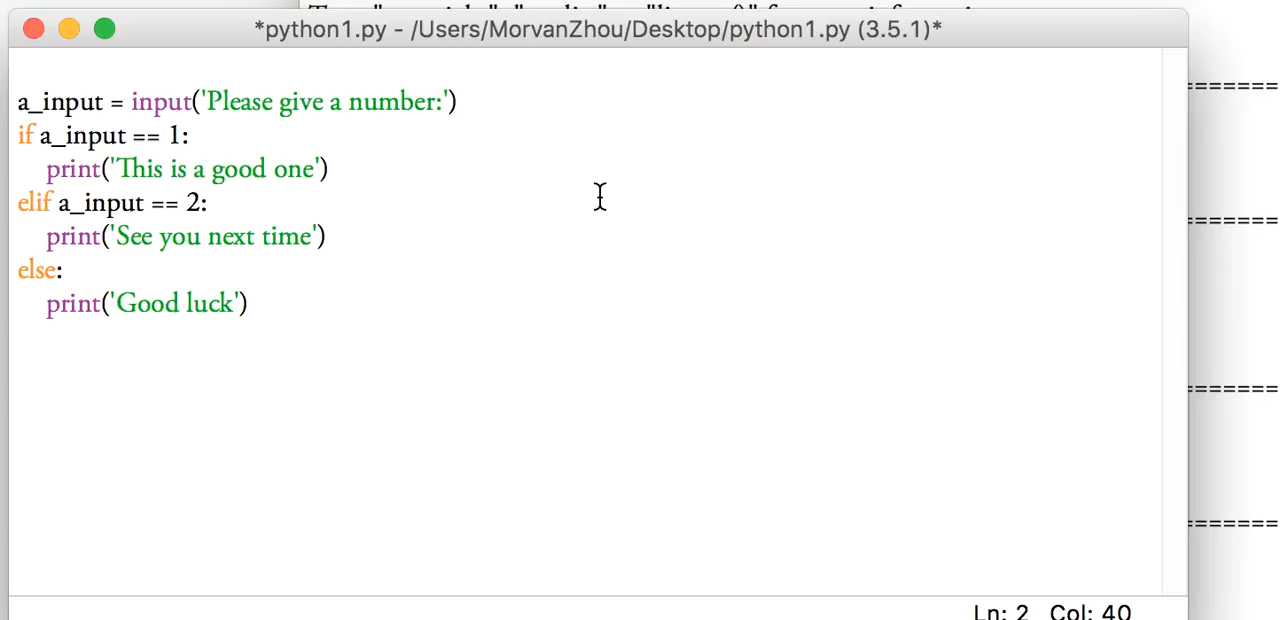 *python1.py - /Users/MorvanZhou/Desktop/python1.py (3.5.1)*
a_input = input('Please give a number:')
if a_input == 1:
    print('This is a good one')
elif a_input == 2:
    print('See you next time')
else:
    print('Good luck')
Ln: 2 Col: 40